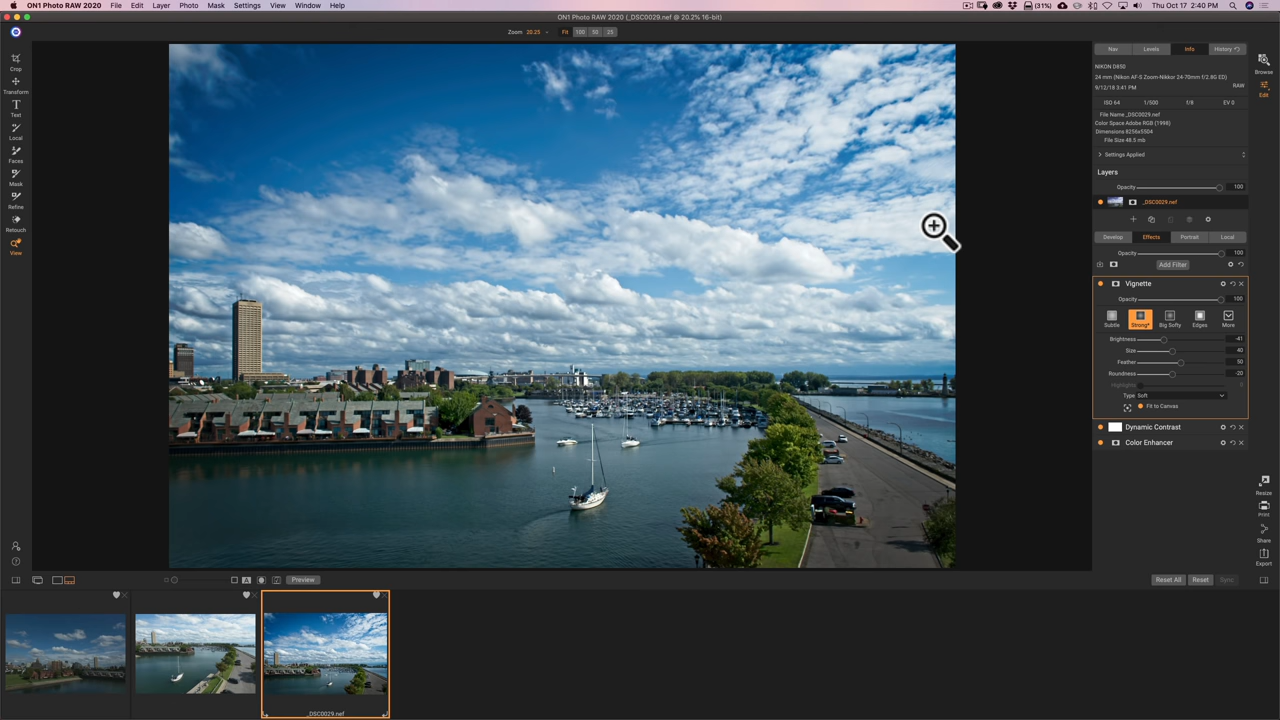 ON1 Photo RAW 2020 File Edit Layer Photo Mask Settings View Window Help (31%) Thu Oct 17 2:40 PM
ON1 Photo RAW 2020 (_DSC0029.nef @ 20.2% 16-bit)
Zoom 20.25 Fit 100 50 25
Crop
Transform
Text
Local
Faces
Mask
Refine
Retouch
View
Nav Levels Info History
NIKON D850
24 mm (Nikon AF-S Zoom-Nikkor 24-70mm f/2.8G ED)
9/12/18 3:41 PM RAW
ISO 64 1/500 f/8 EV 0
File Name _DSC0029.nef
Color Space Adobe RGB (1998)
Dimensions 8256x5504
File Size 48.5 mb
Settings Applied
Layers
Opacity 100
_DSC0029.nef
Develop Effects Portrait Local
Opacity 100
Add Filter
Vignette
Opacity 100
Subtle Strong* Big Softy Edges More
Brightness -41
Size 40
Feather 50
Roundness -20
Highlights 0
Type Soft
Fit to Canvas
Dynamic Contrast
Color Enhancer
Browse
Edit
Resize
Print
Share
Export
A Preview Reset All Reset Sync
_DSC0029.nef